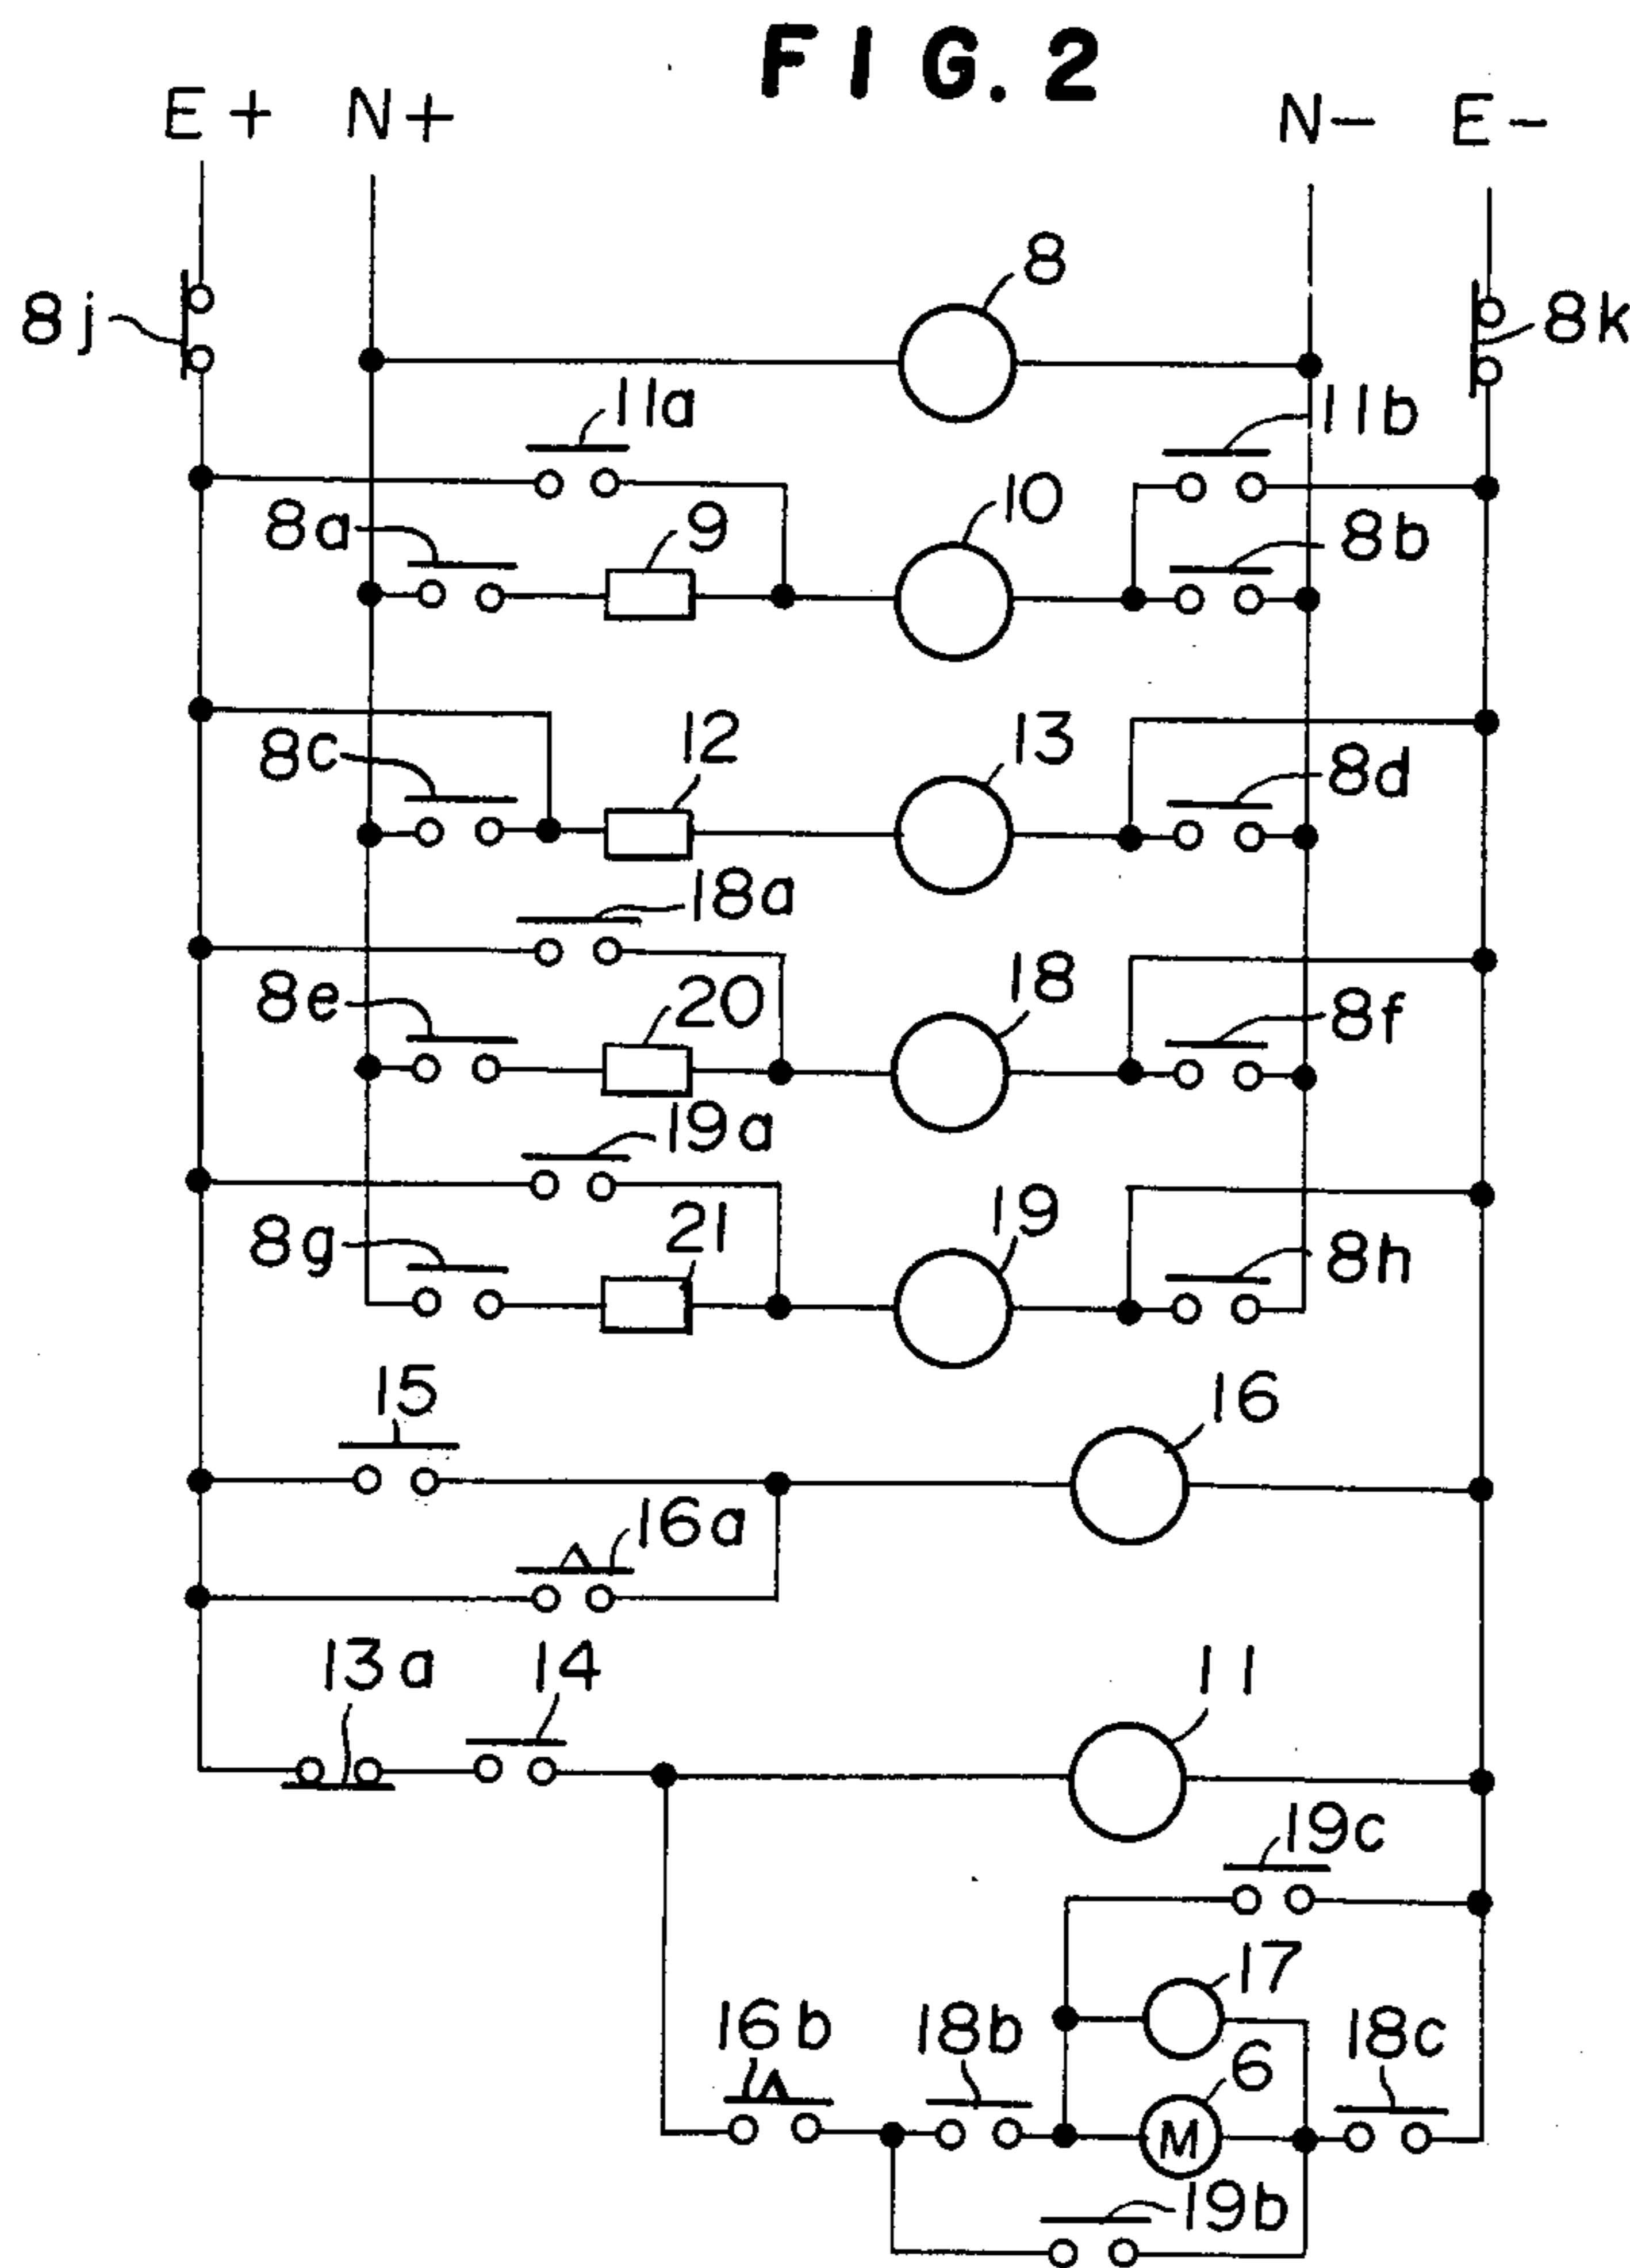 FIG. 2
E+ N+ N- E-
8
8j 8k
11a 11b
8a 9 10 8b
8c 12 13 8d
18a
8e 20 18 8f
19a
8g 21 19 8h
15 16
16a
13a 14 11
19c
17
16b 18b 6 18c
M
19b